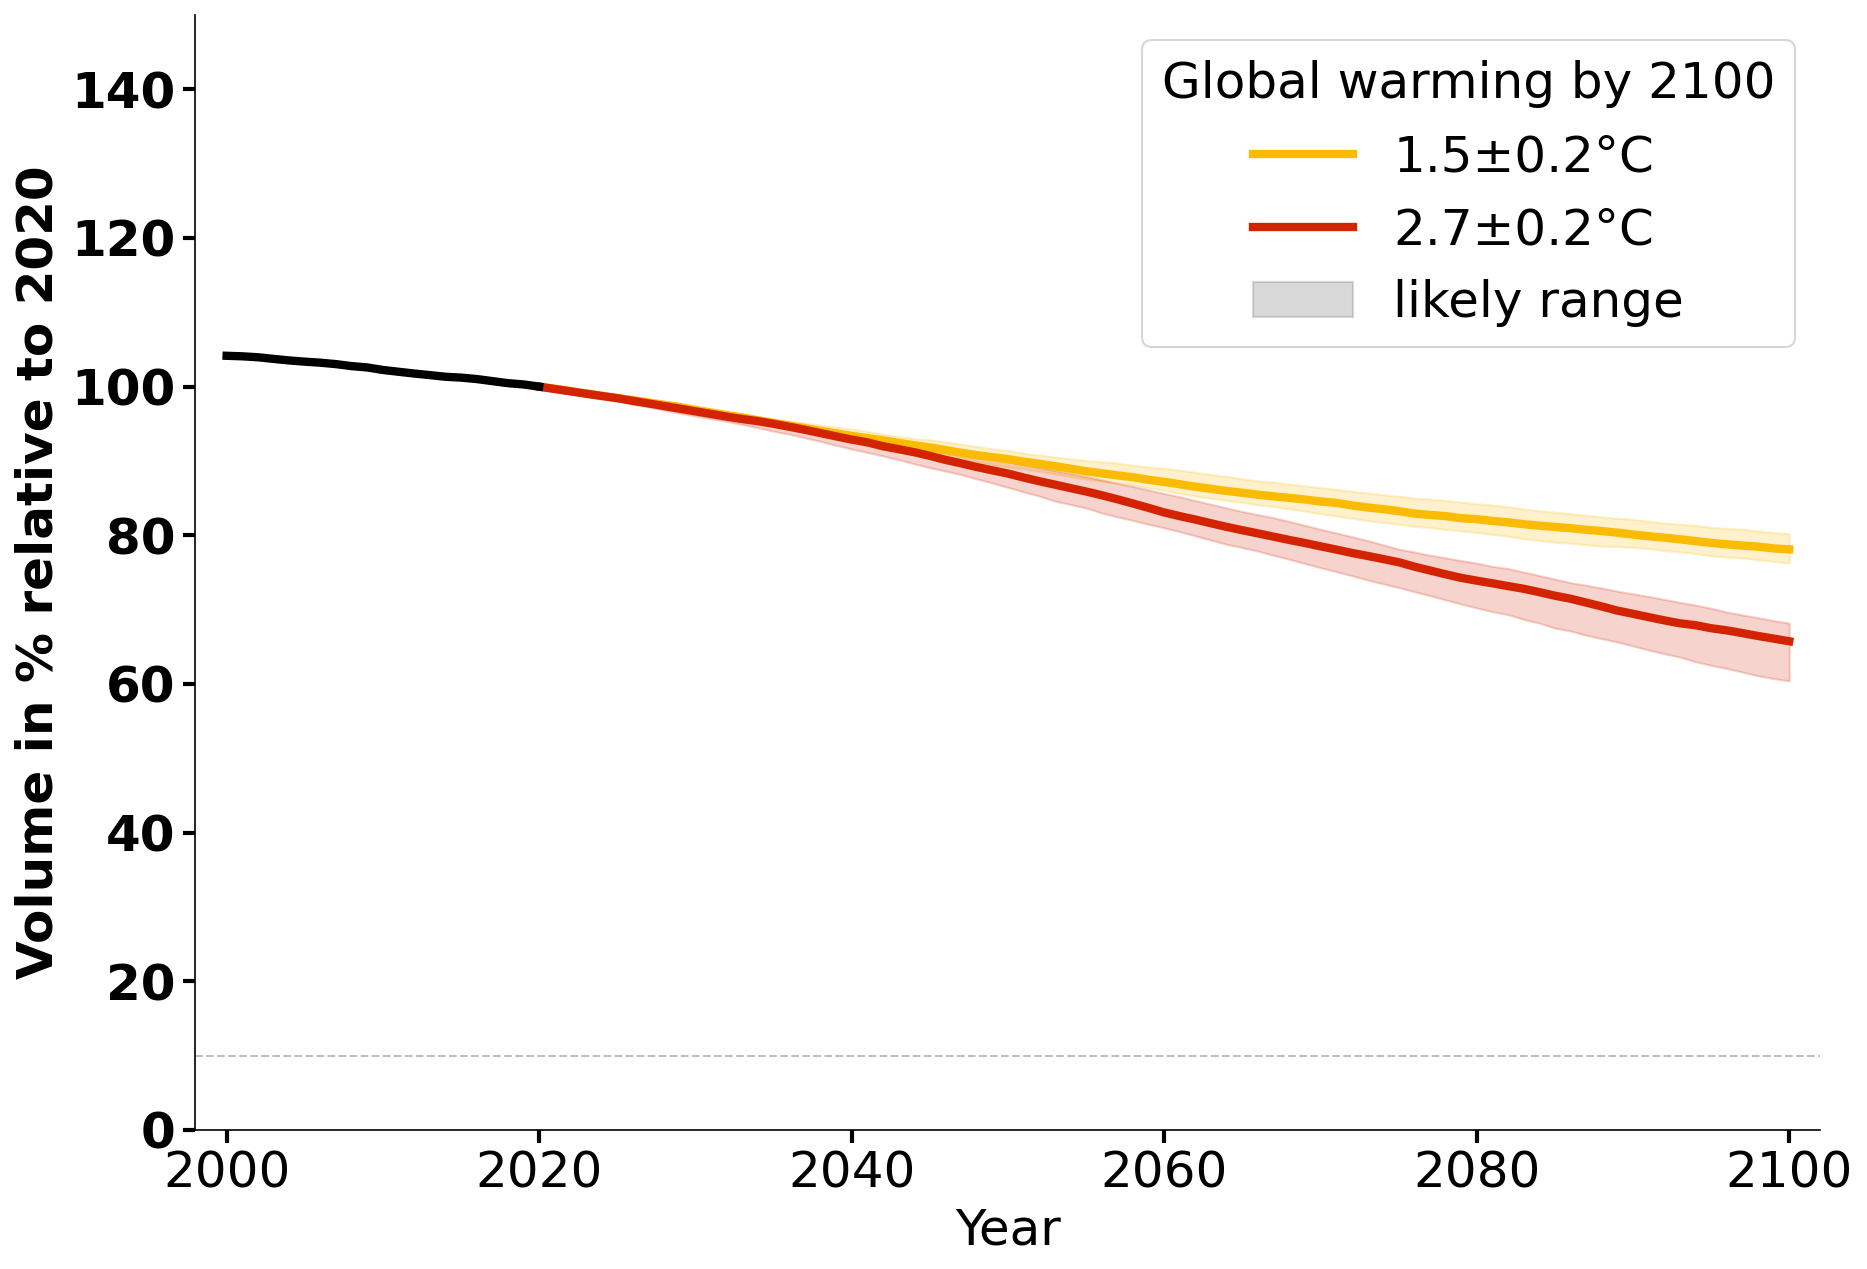 Volume in % relative to 2020
140
120
100
80
60
40
20
0
Global warming by 2100
1.5±0.2°C
2.7±0.2°C
likely range
2000 2020 2040 2060 2080 2100
Year